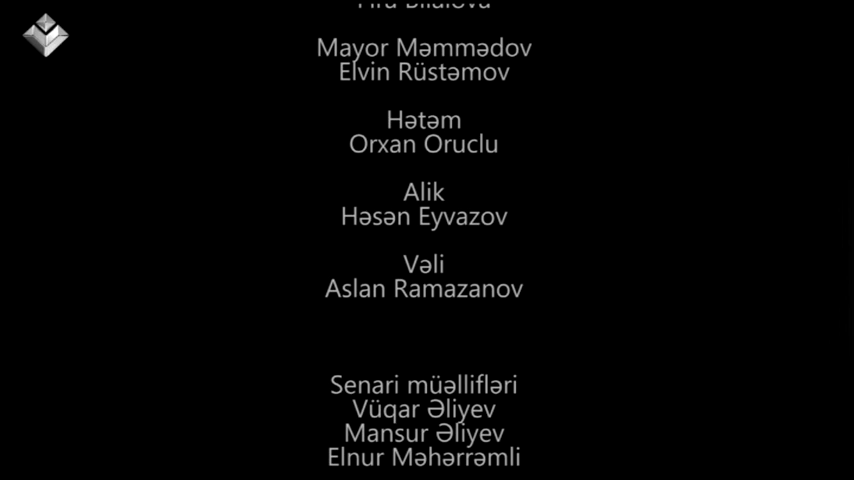 Mayor Məmmədov
Elvin Rüstəmov
Hətəm
Orxan Oruclu
Alik
Həsən Eyvazov
Vəli
Aslan Ramazanov
Senari müəllifləri
Vüqar Əliyev
Mansur Əliyev
Elnur Məhərrəmli